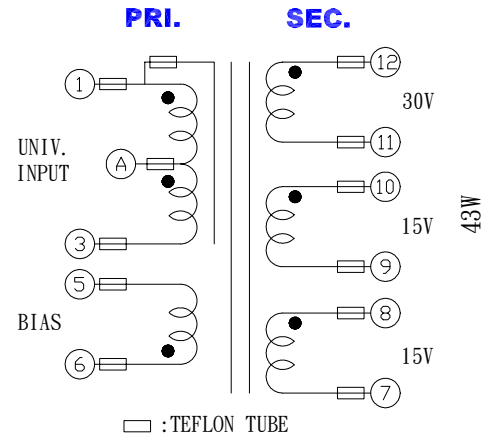 PRI. SEC.
1
12
30V
11
UNIV.
INPUT
A
10
15V
43W
3
9
5
8
BIAS
15V
6
7
:TEFLON TUBE